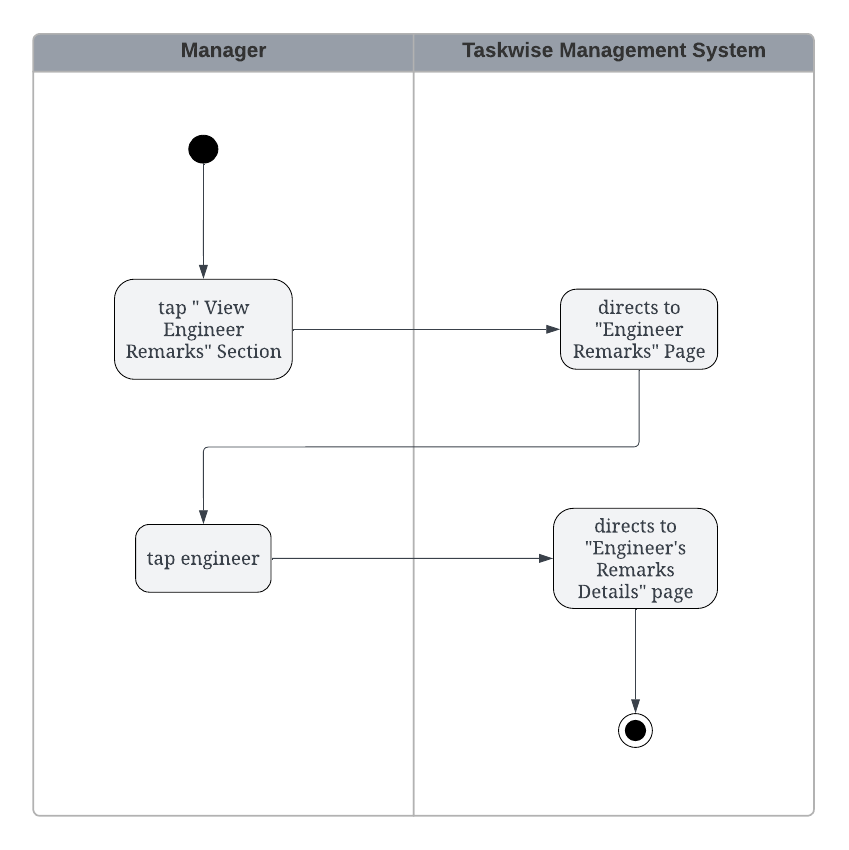 Manager
Taskwise Management System
tap " View
Engineer
Remarks" Section
directs to
"Engineer
Remarks" Page
tap engineer
directs to
"Engineer's
Remarks
Details" page